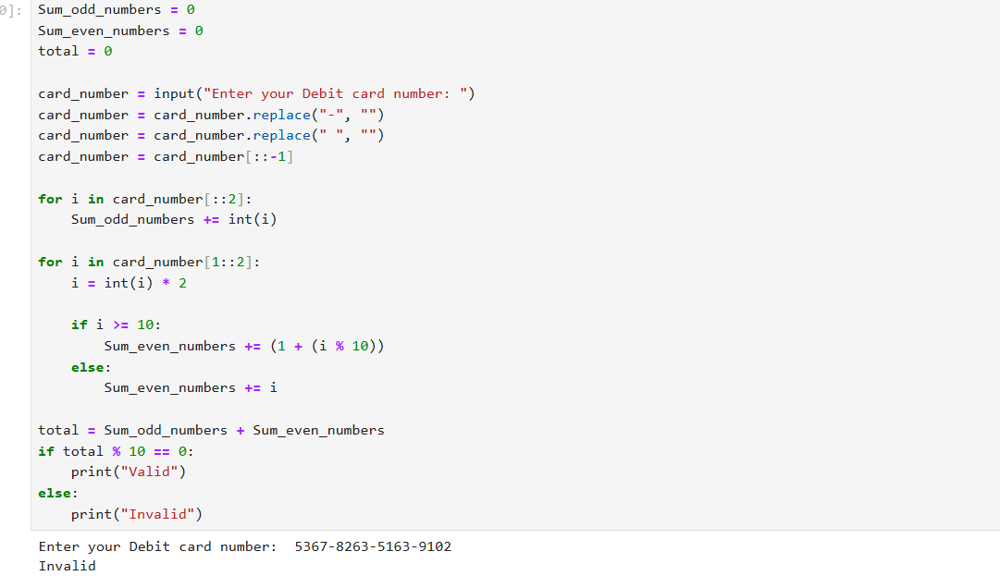 0]:
Sum_odd_numbers = 0
Sum_even_numbers = 0
total = 0

card_number = input("Enter your Debit card number: ")
card_number = card_number.replace("-", "")
card_number = card_number.replace(" ", "")
card_number = card_number[::-1]

for i in card_number[::2]:
    Sum_odd_numbers += int(i)

for i in card_number[1::2]:
    i = int(i) * 2

    if i >= 10:
        Sum_even_numbers += (1 + (i % 10))
    else:
        Sum_even_numbers += i

total = Sum_odd_numbers + Sum_even_numbers
if total % 10 == 0:
    print("Valid")
else:
    print("Invalid")
Enter your Debit card number:  5367-8263-5163-9102
Invalid